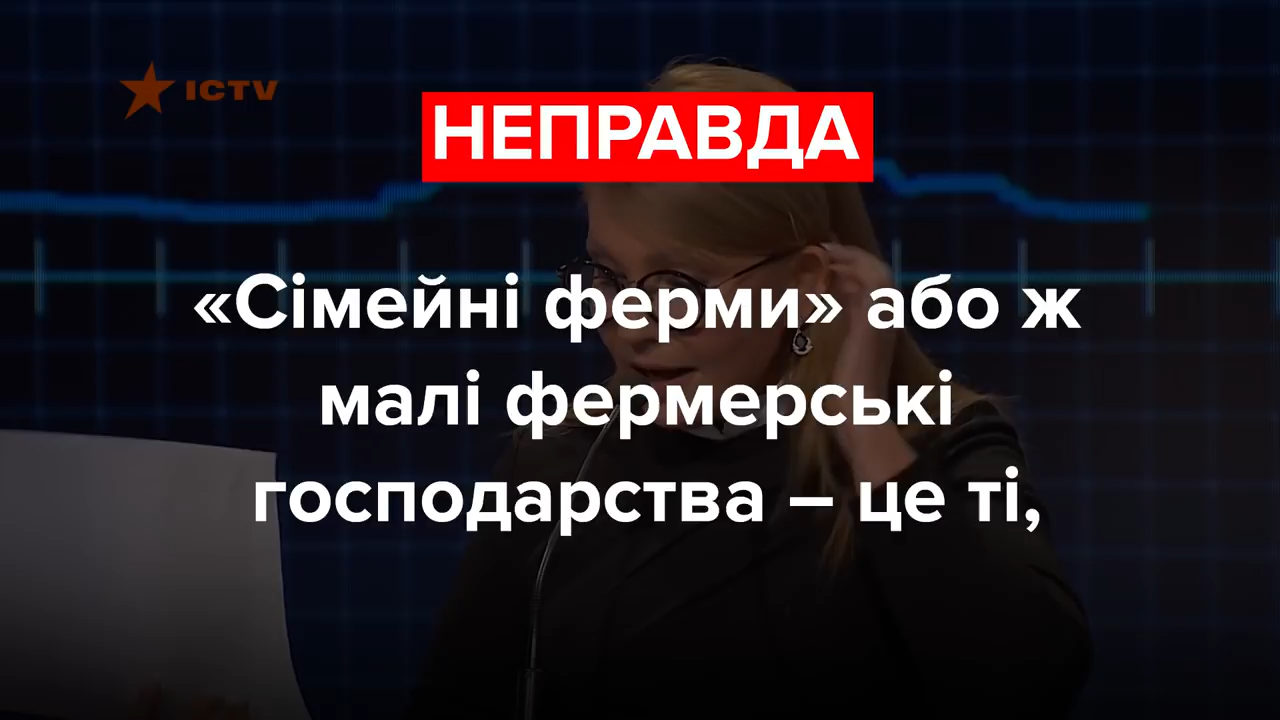 ICTV
НЕПРАВДА
«Сімейні ферми» або ж
малі фермерські
господарства – це ті,